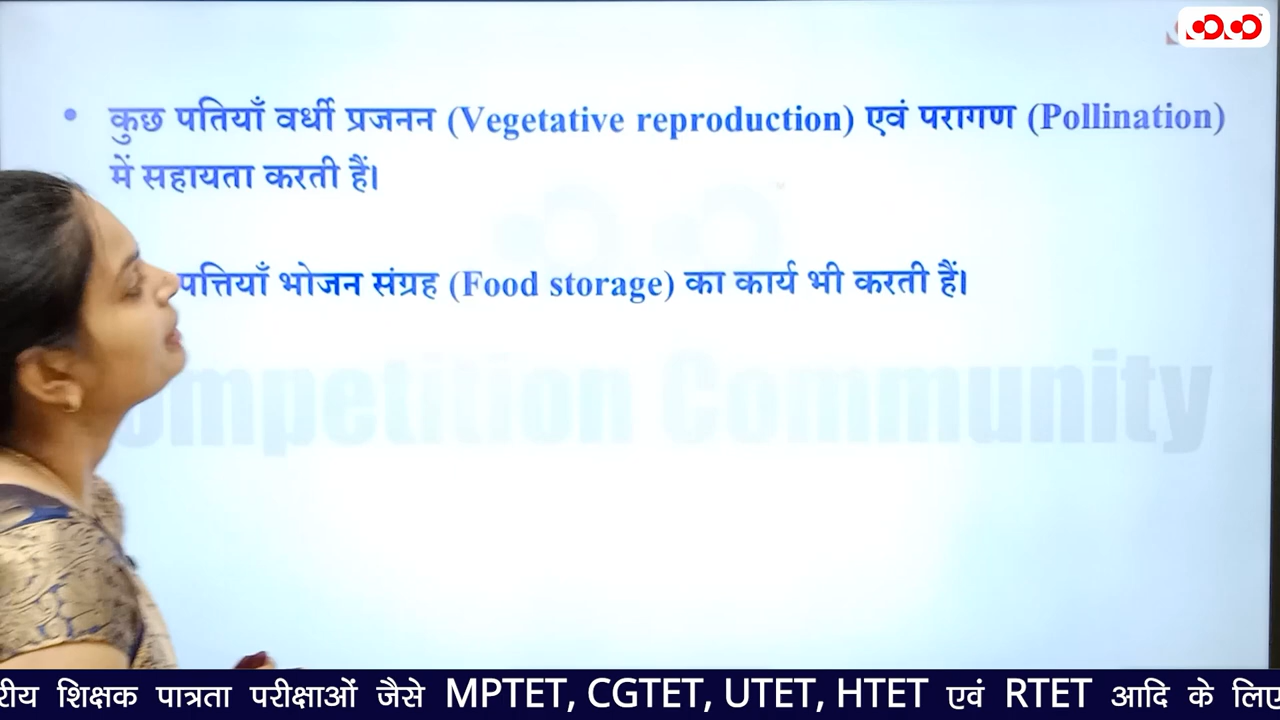 • कुछ पतियाँ वर्धी प्रजनन (Vegetative reproduction) एवं परागण (Pollination)
में सहायता करती हैं।
पत्तियाँ भोजन संग्रह (Food storage) का कार्य भी करती हैं।
Competition Community
रीय शिक्षक पात्रता परीक्षाओं जैसे MPTET, CGTET, UTET, HTET एवं RTET आदि के लिए